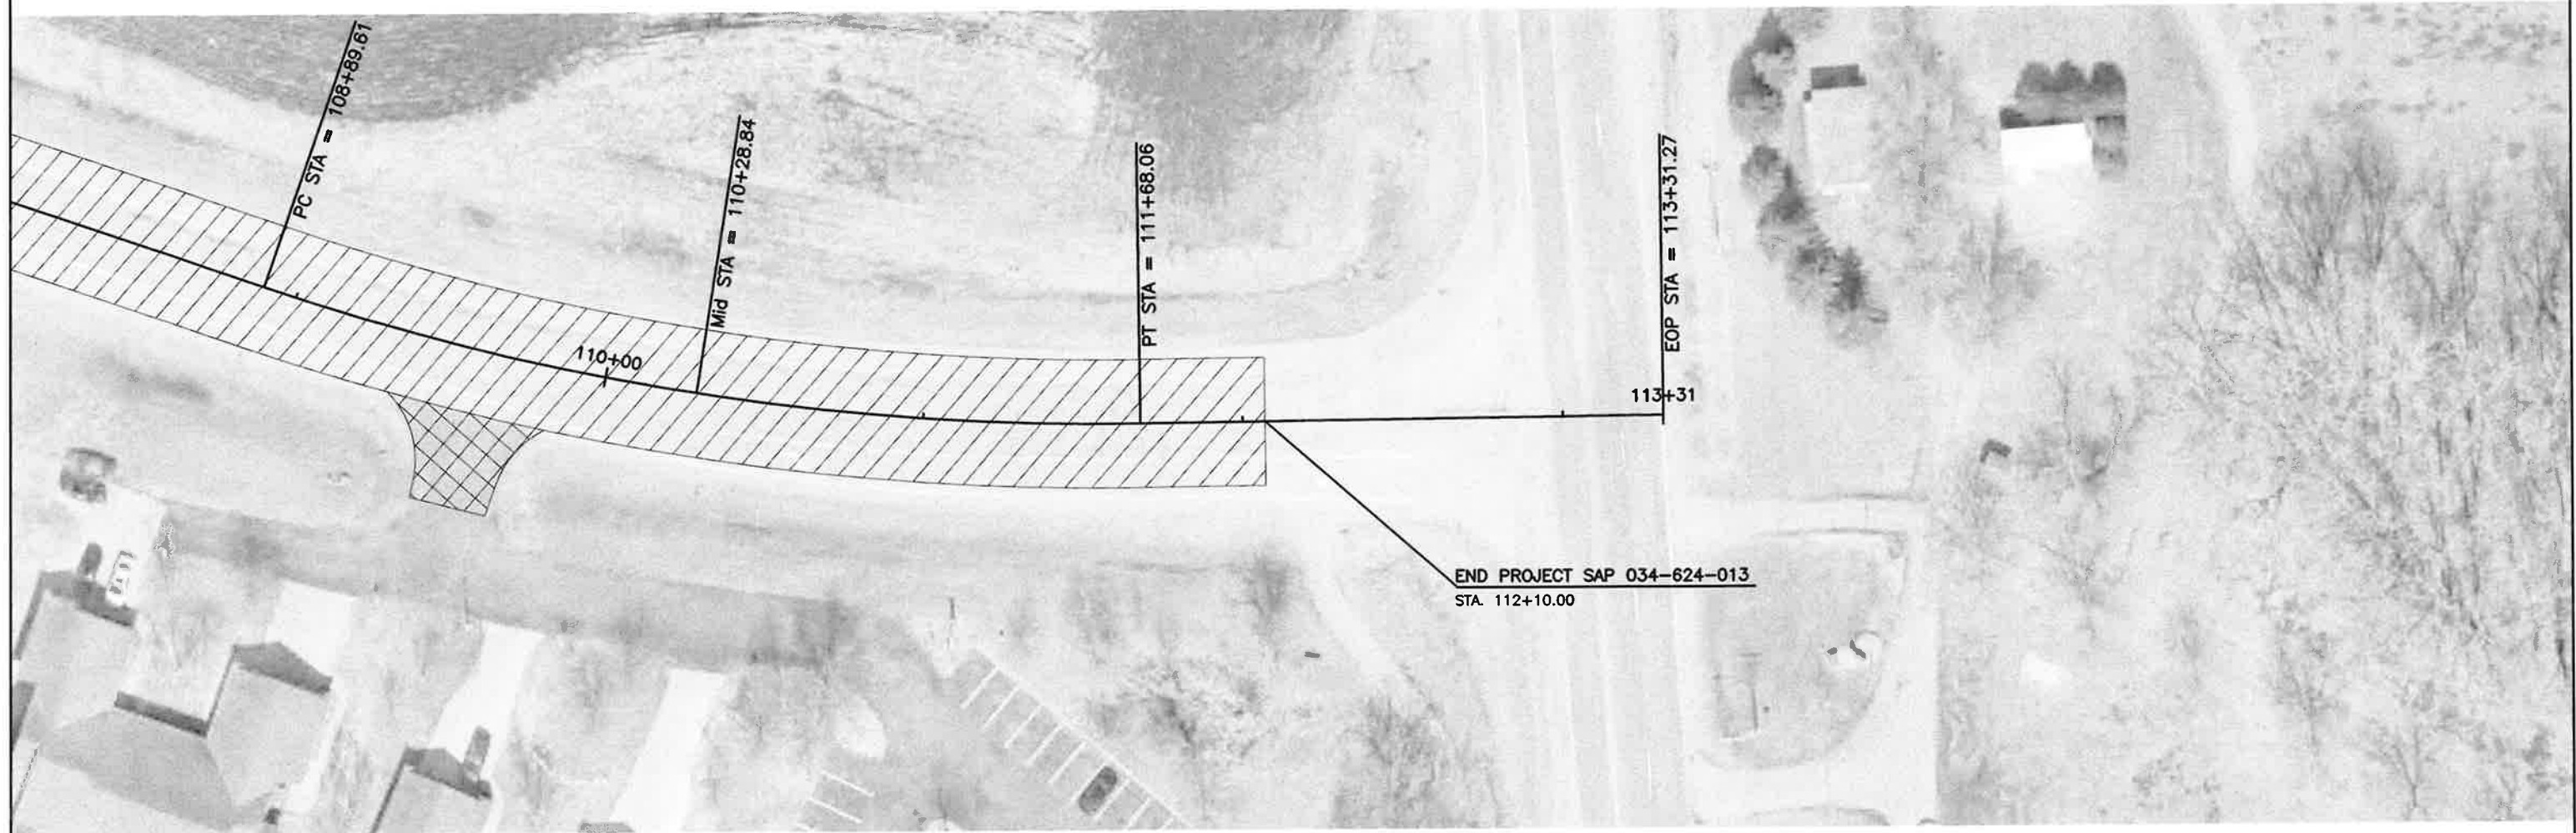 PC STA = 108+89.61
Mid STA = 110+28.84
PT STA = 111+68.06
EOP STA = 113+31.27
110+00
113+31
END PROJECT SAP 034-624-013
STA. 112+10.00